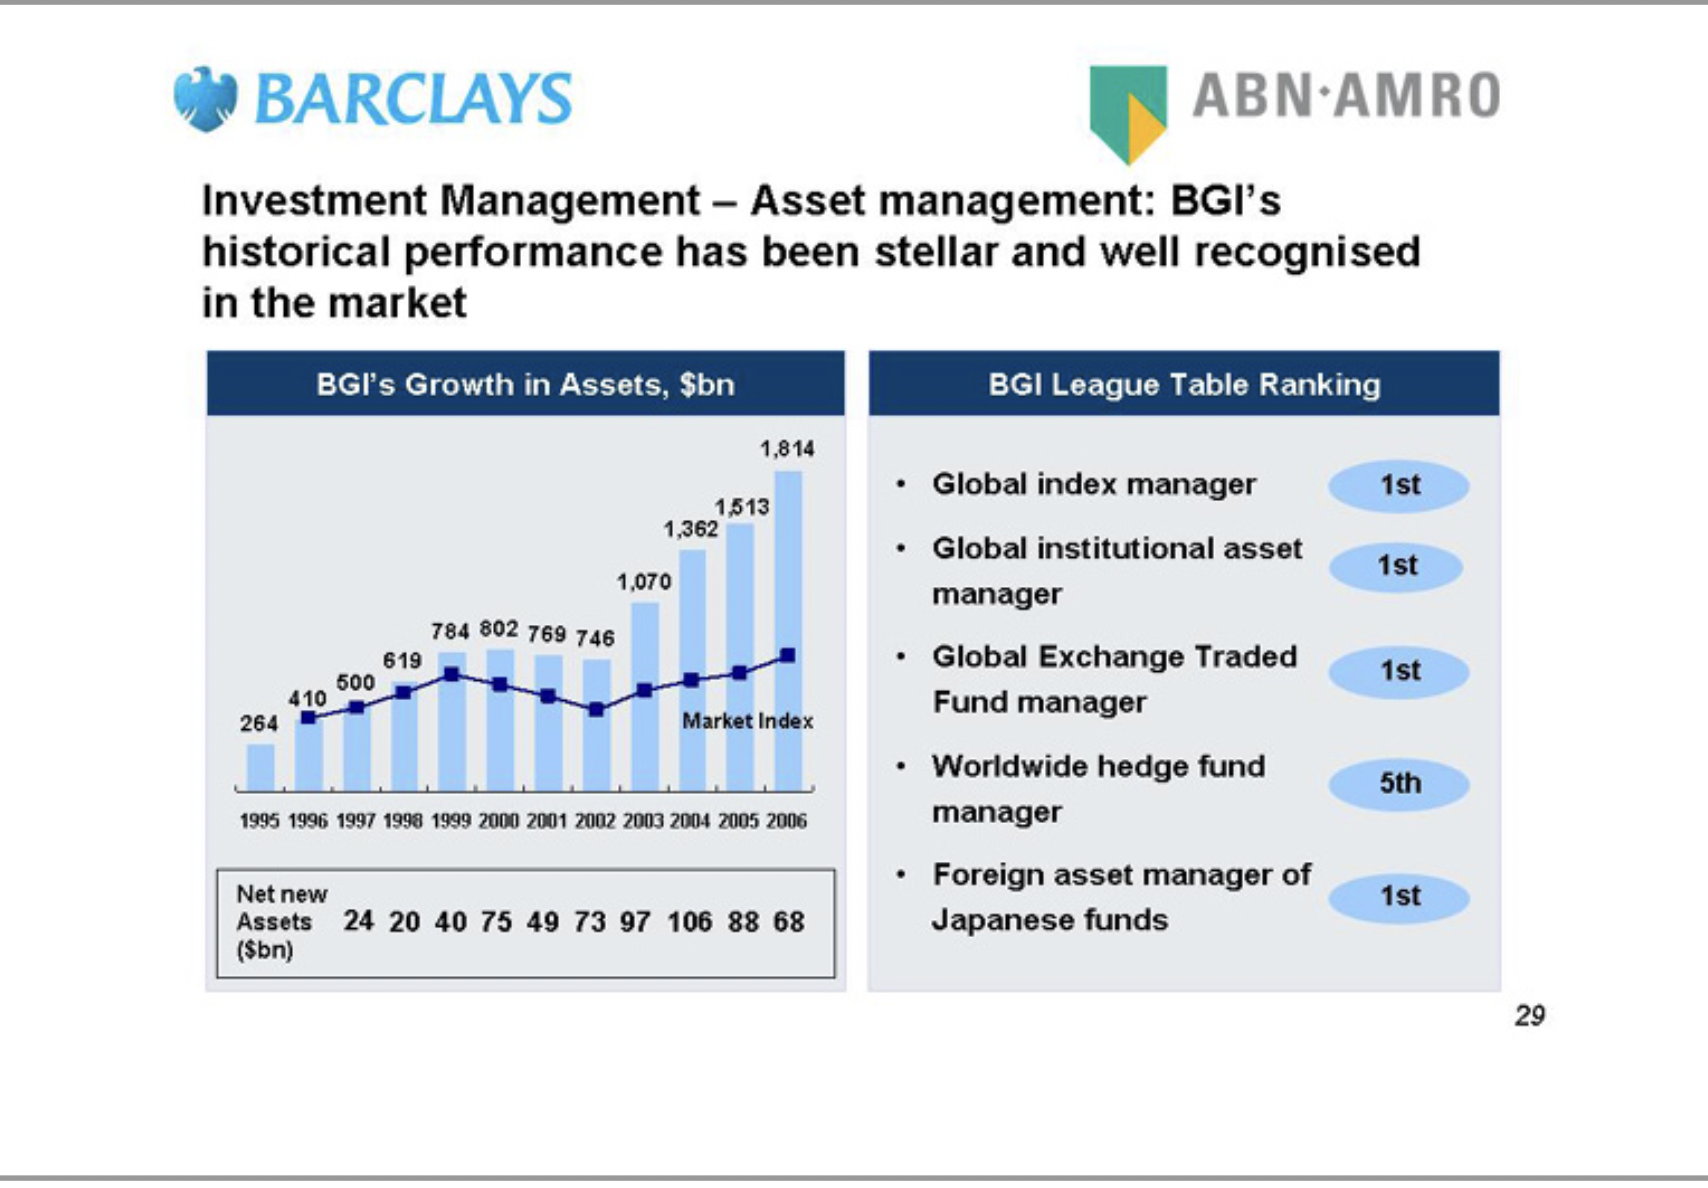 BARCLAYS
ABN·AMRO
Investment Management – Asset management: BGI's
historical performance has been stellar and well recognised
in the market
BGI's Growth in Assets, $bn
1,814
1,513
1,362
1,070
784 802 769 746
619
500
410
264
Market Index
1995 1996 1997 1998 1999 2000 2001 2002 2003 2004 2005 2006
Net new
Assets 24 20 40 75 49 73 97 106 88 68
($bn)
BGI League Table Ranking
• Global index manager 1st
• Global institutional asset
manager 1st
• Global Exchange Traded
Fund manager 1st
• Worldwide hedge fund
manager 5th
• Foreign asset manager of
Japanese funds 1st
29